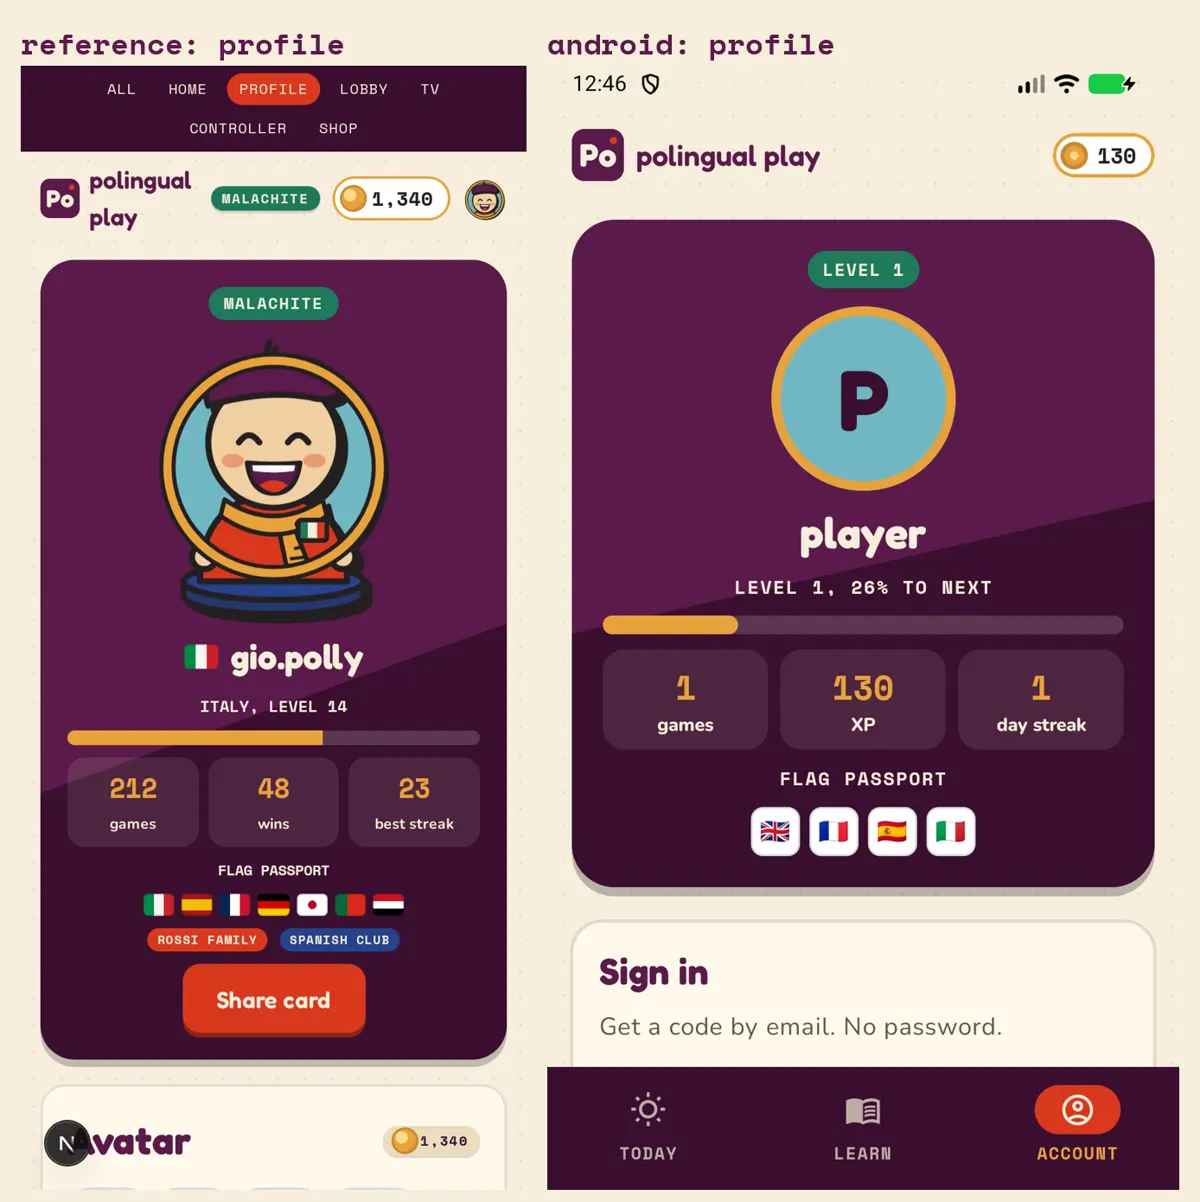 reference: profile
ALL HOME PROFILE LOBBY TV
CONTROLLER SHOP
Po polingual play MALACHITE 1,340
MALACHITE
gio.polly
ITALY, LEVEL 14
212 48 23
games wins best streak
FLAG PASSPORT
ROSSI FAMILY SPANISH CLUB
Share card
N vatar 1,340
android: profile
12:46
Po polingual play 130
LEVEL 1
P
player
LEVEL 1, 26% TO NEXT
1 130 1
games XP day streak
FLAG PASSPORT
Sign in
Get a code by email. No password.
TODAY LEARN ACCOUNT